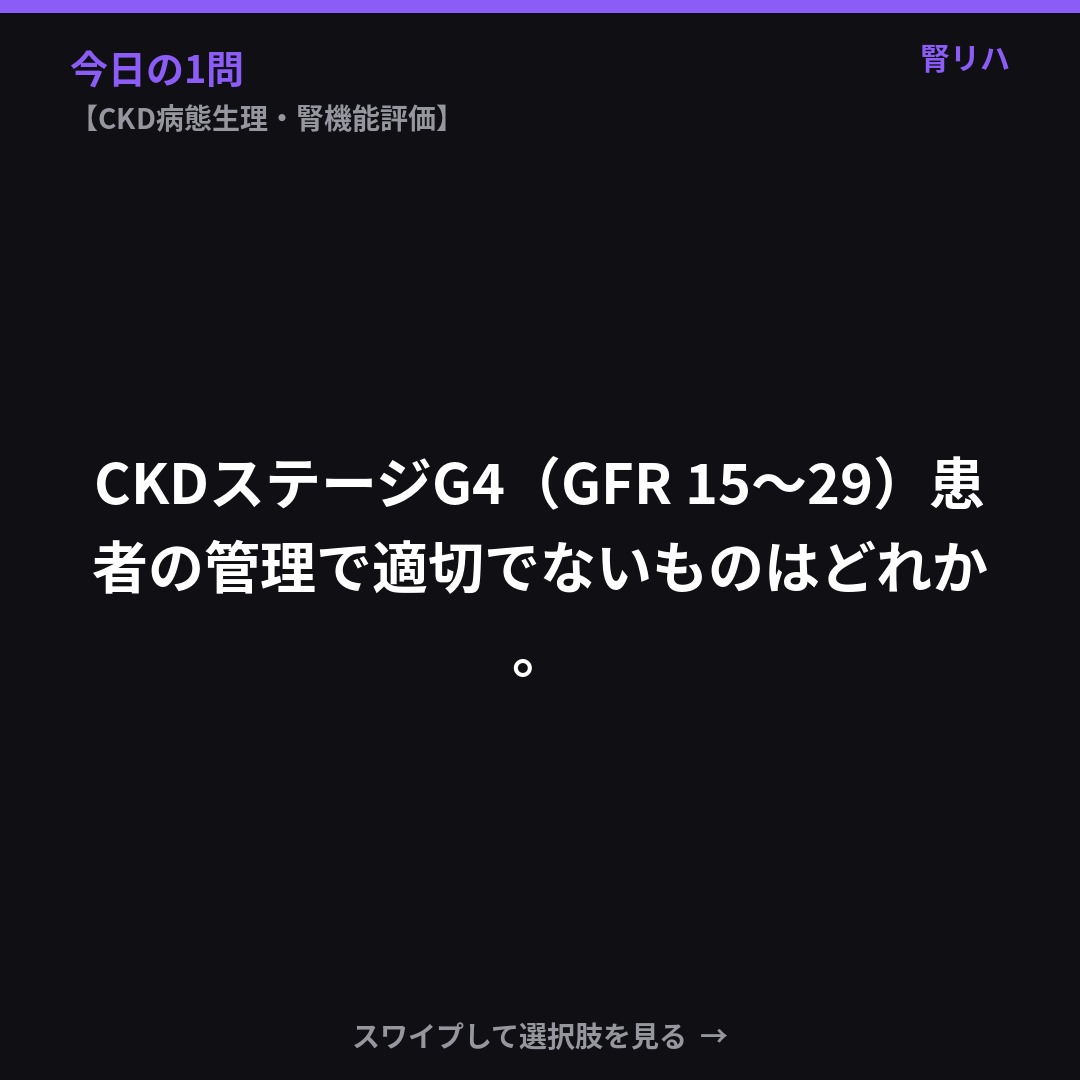 今日の1問
腎リハ
【CKD病態生理・腎機能評価】
CKDステージG4（GFR 15〜29）患
者の管理で適切でないものはどれか
。
スワイプして選択肢を見る →